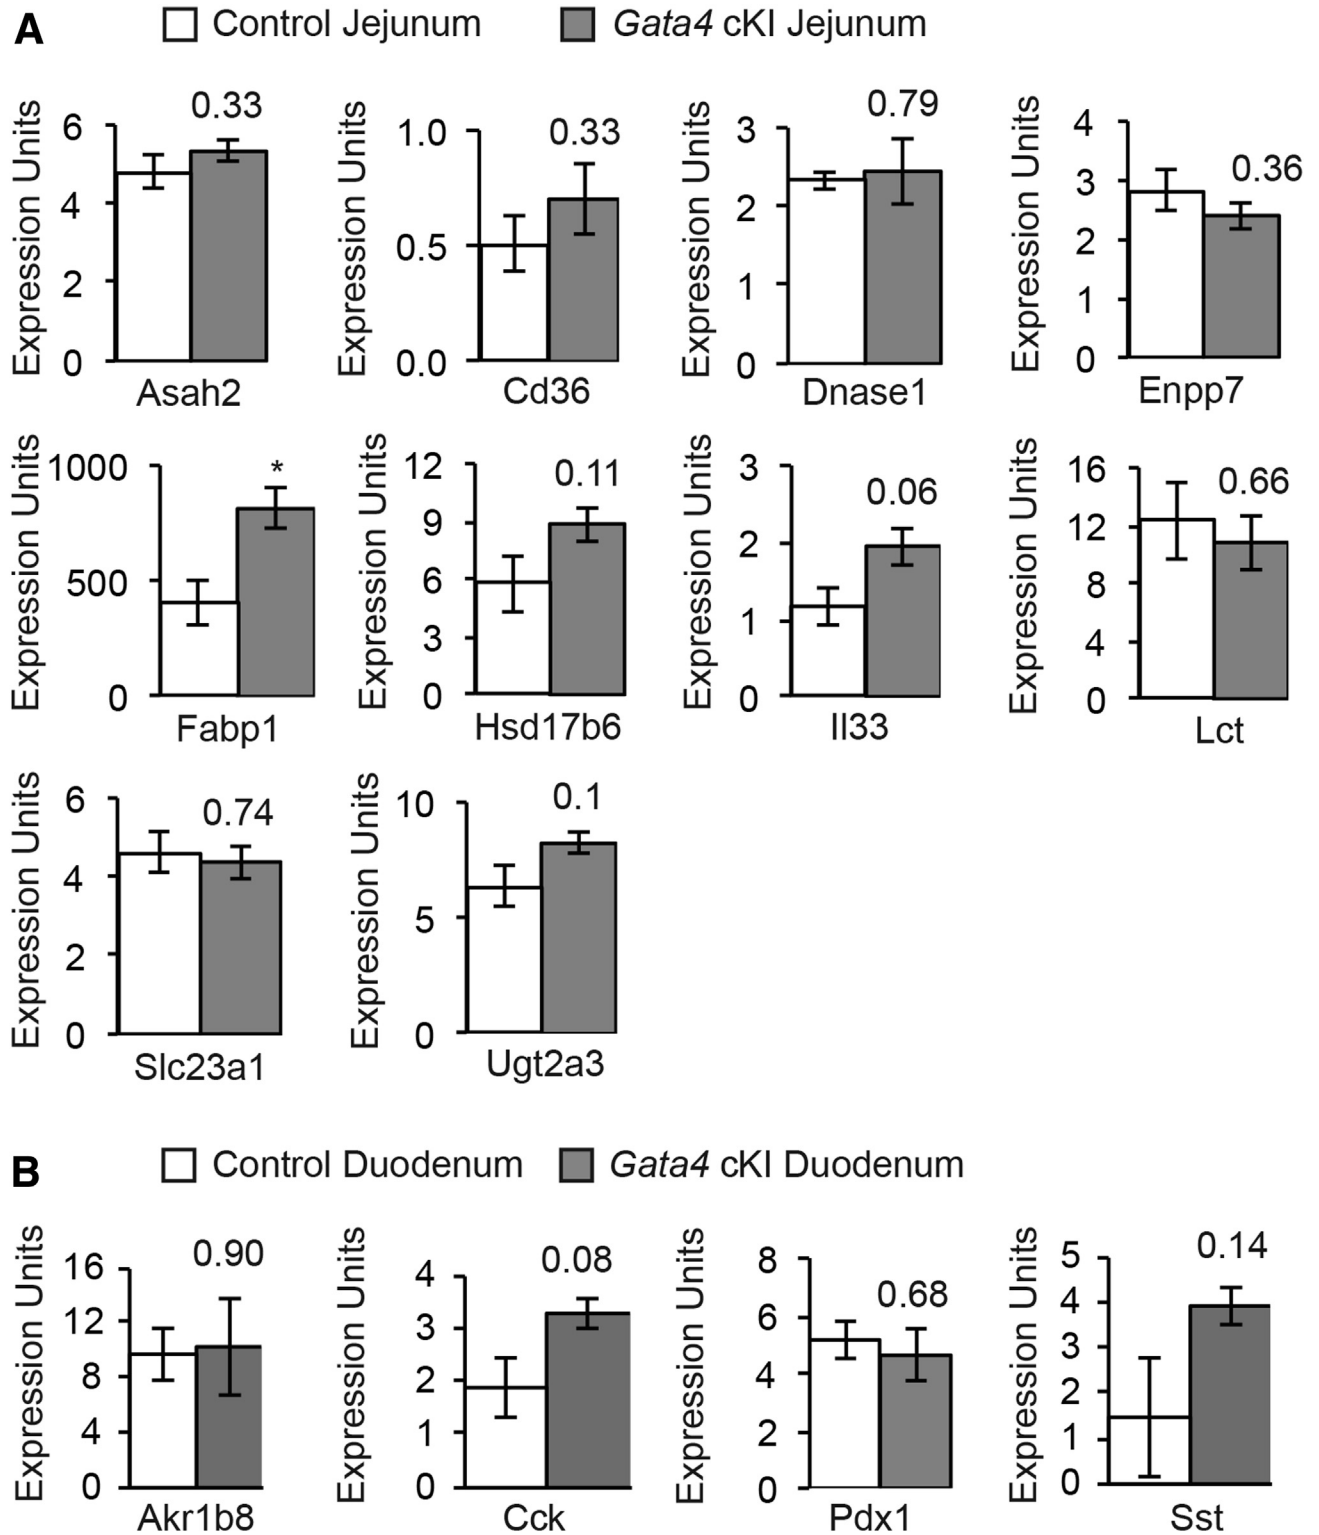 A Control Jejunum Gata4 cKI Jejunum
Expression Units 6 4 2 0 0.33 Asah2
Expression Units 1.0 0.5 0.0 0.33 Cd36
Expression Units 3 2 1 0 0.79 Dnase1
Expression Units 4 3 2 1 0 0.36 Enpp7
Expression Units 1000 500 0 * Fabp1
Expression Units 12 9 6 3 0 0.11 Hsd17b6
Expression Units 3 2 1 0 0.06 Il33
Expression Units 16 12 8 4 0 0.66 Lct
Expression Units 6 4 2 0 0.74 Slc23a1
Expression Units 10 5 0 0.1 Ugt2a3
B Control Duodenum Gata4 cKI Duodenum
Expression Units 16 12 8 4 0 0.90 Akr1b8
Expression Units 4 3 2 1 0 0.08 Cck
Expression Units 8 6 4 2 0 0.68 Pdx1
Expression Units 5 4 3 2 1 0 0.14 Sst